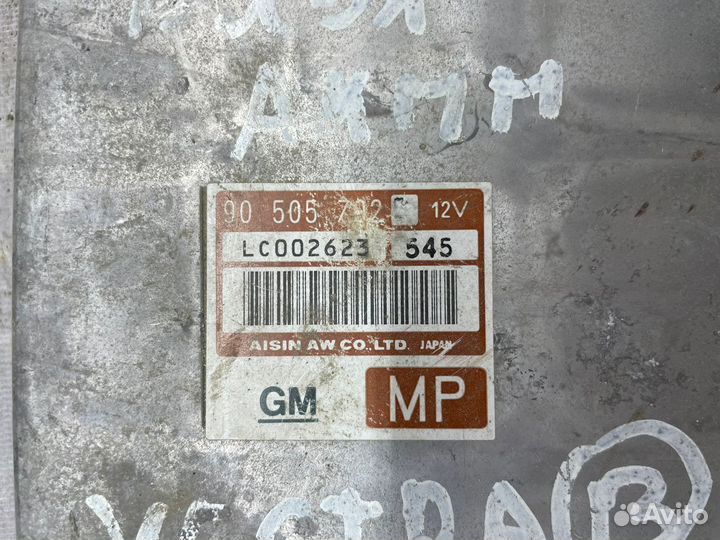 АКПП
90 505 792 12V
LC002623 545
AISIN AW CO., LTD. JAPAN
GM MP
VECTRA B
Avito